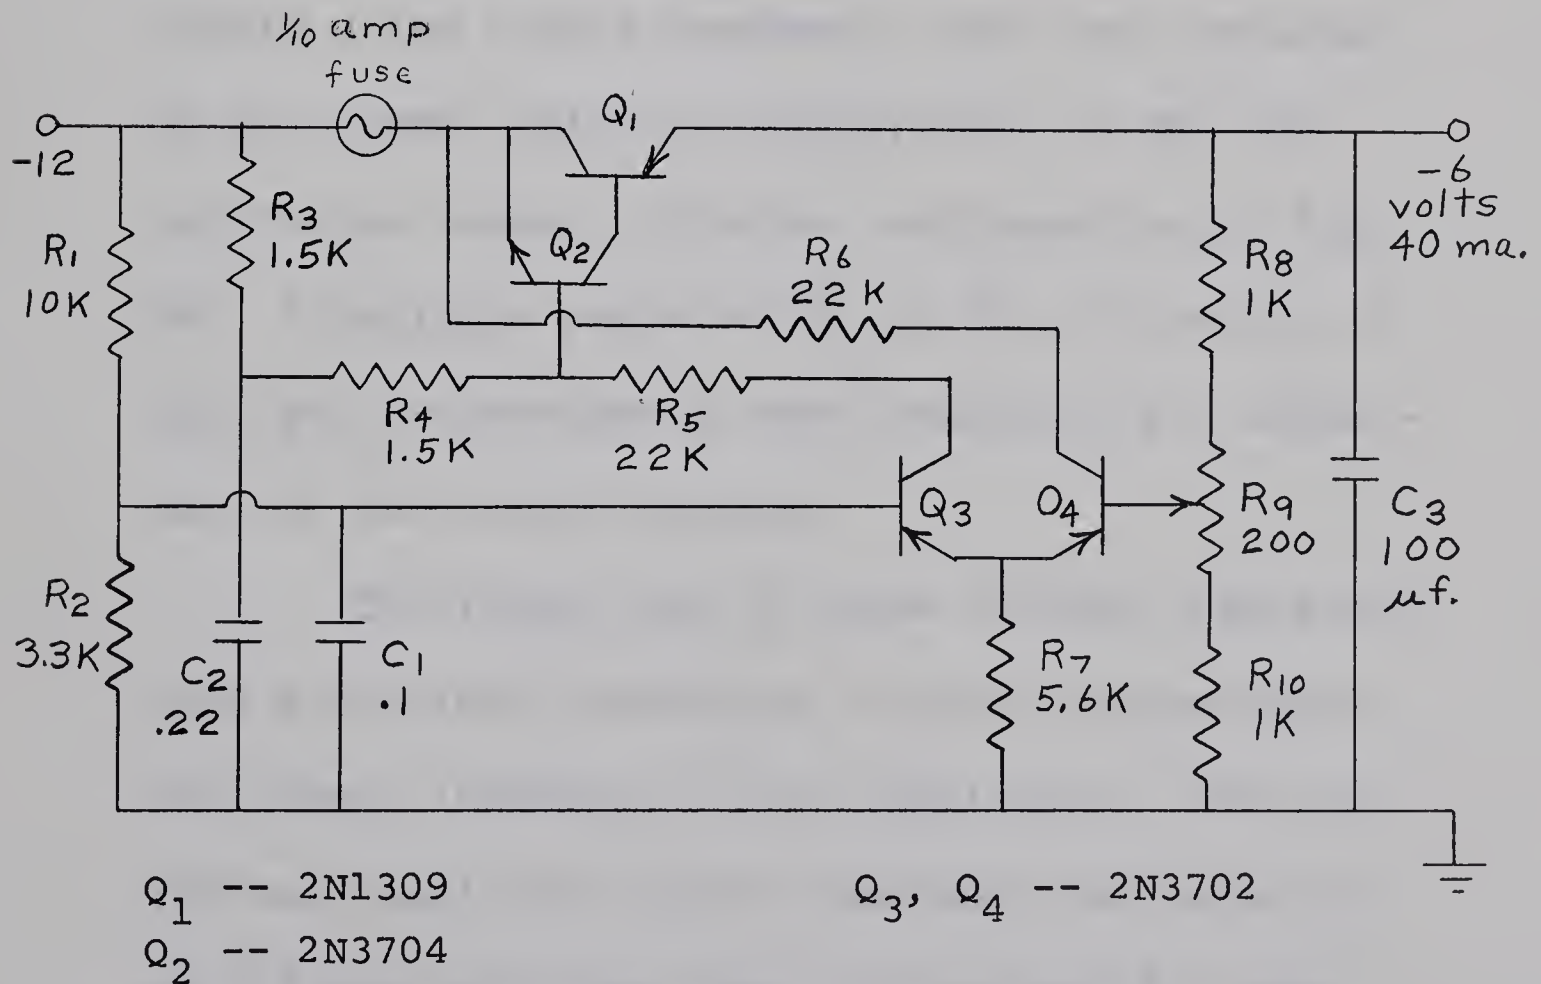 1/10 amp
fuse
Q1
-12
-6
volts
40 ma.
R3
1.5K
Q2
R1
10K
R6
22K
R8
1K
R4
1.5K
R5
22K
Q3
O4
R9
200
C3
100
µf.
R2
3.3K
C2
.22
C1
.1
R7
5.6K
R10
1K
Q1 -- 2N1309
Q3, Q4 -- 2N3702
Q2 -- 2N3704